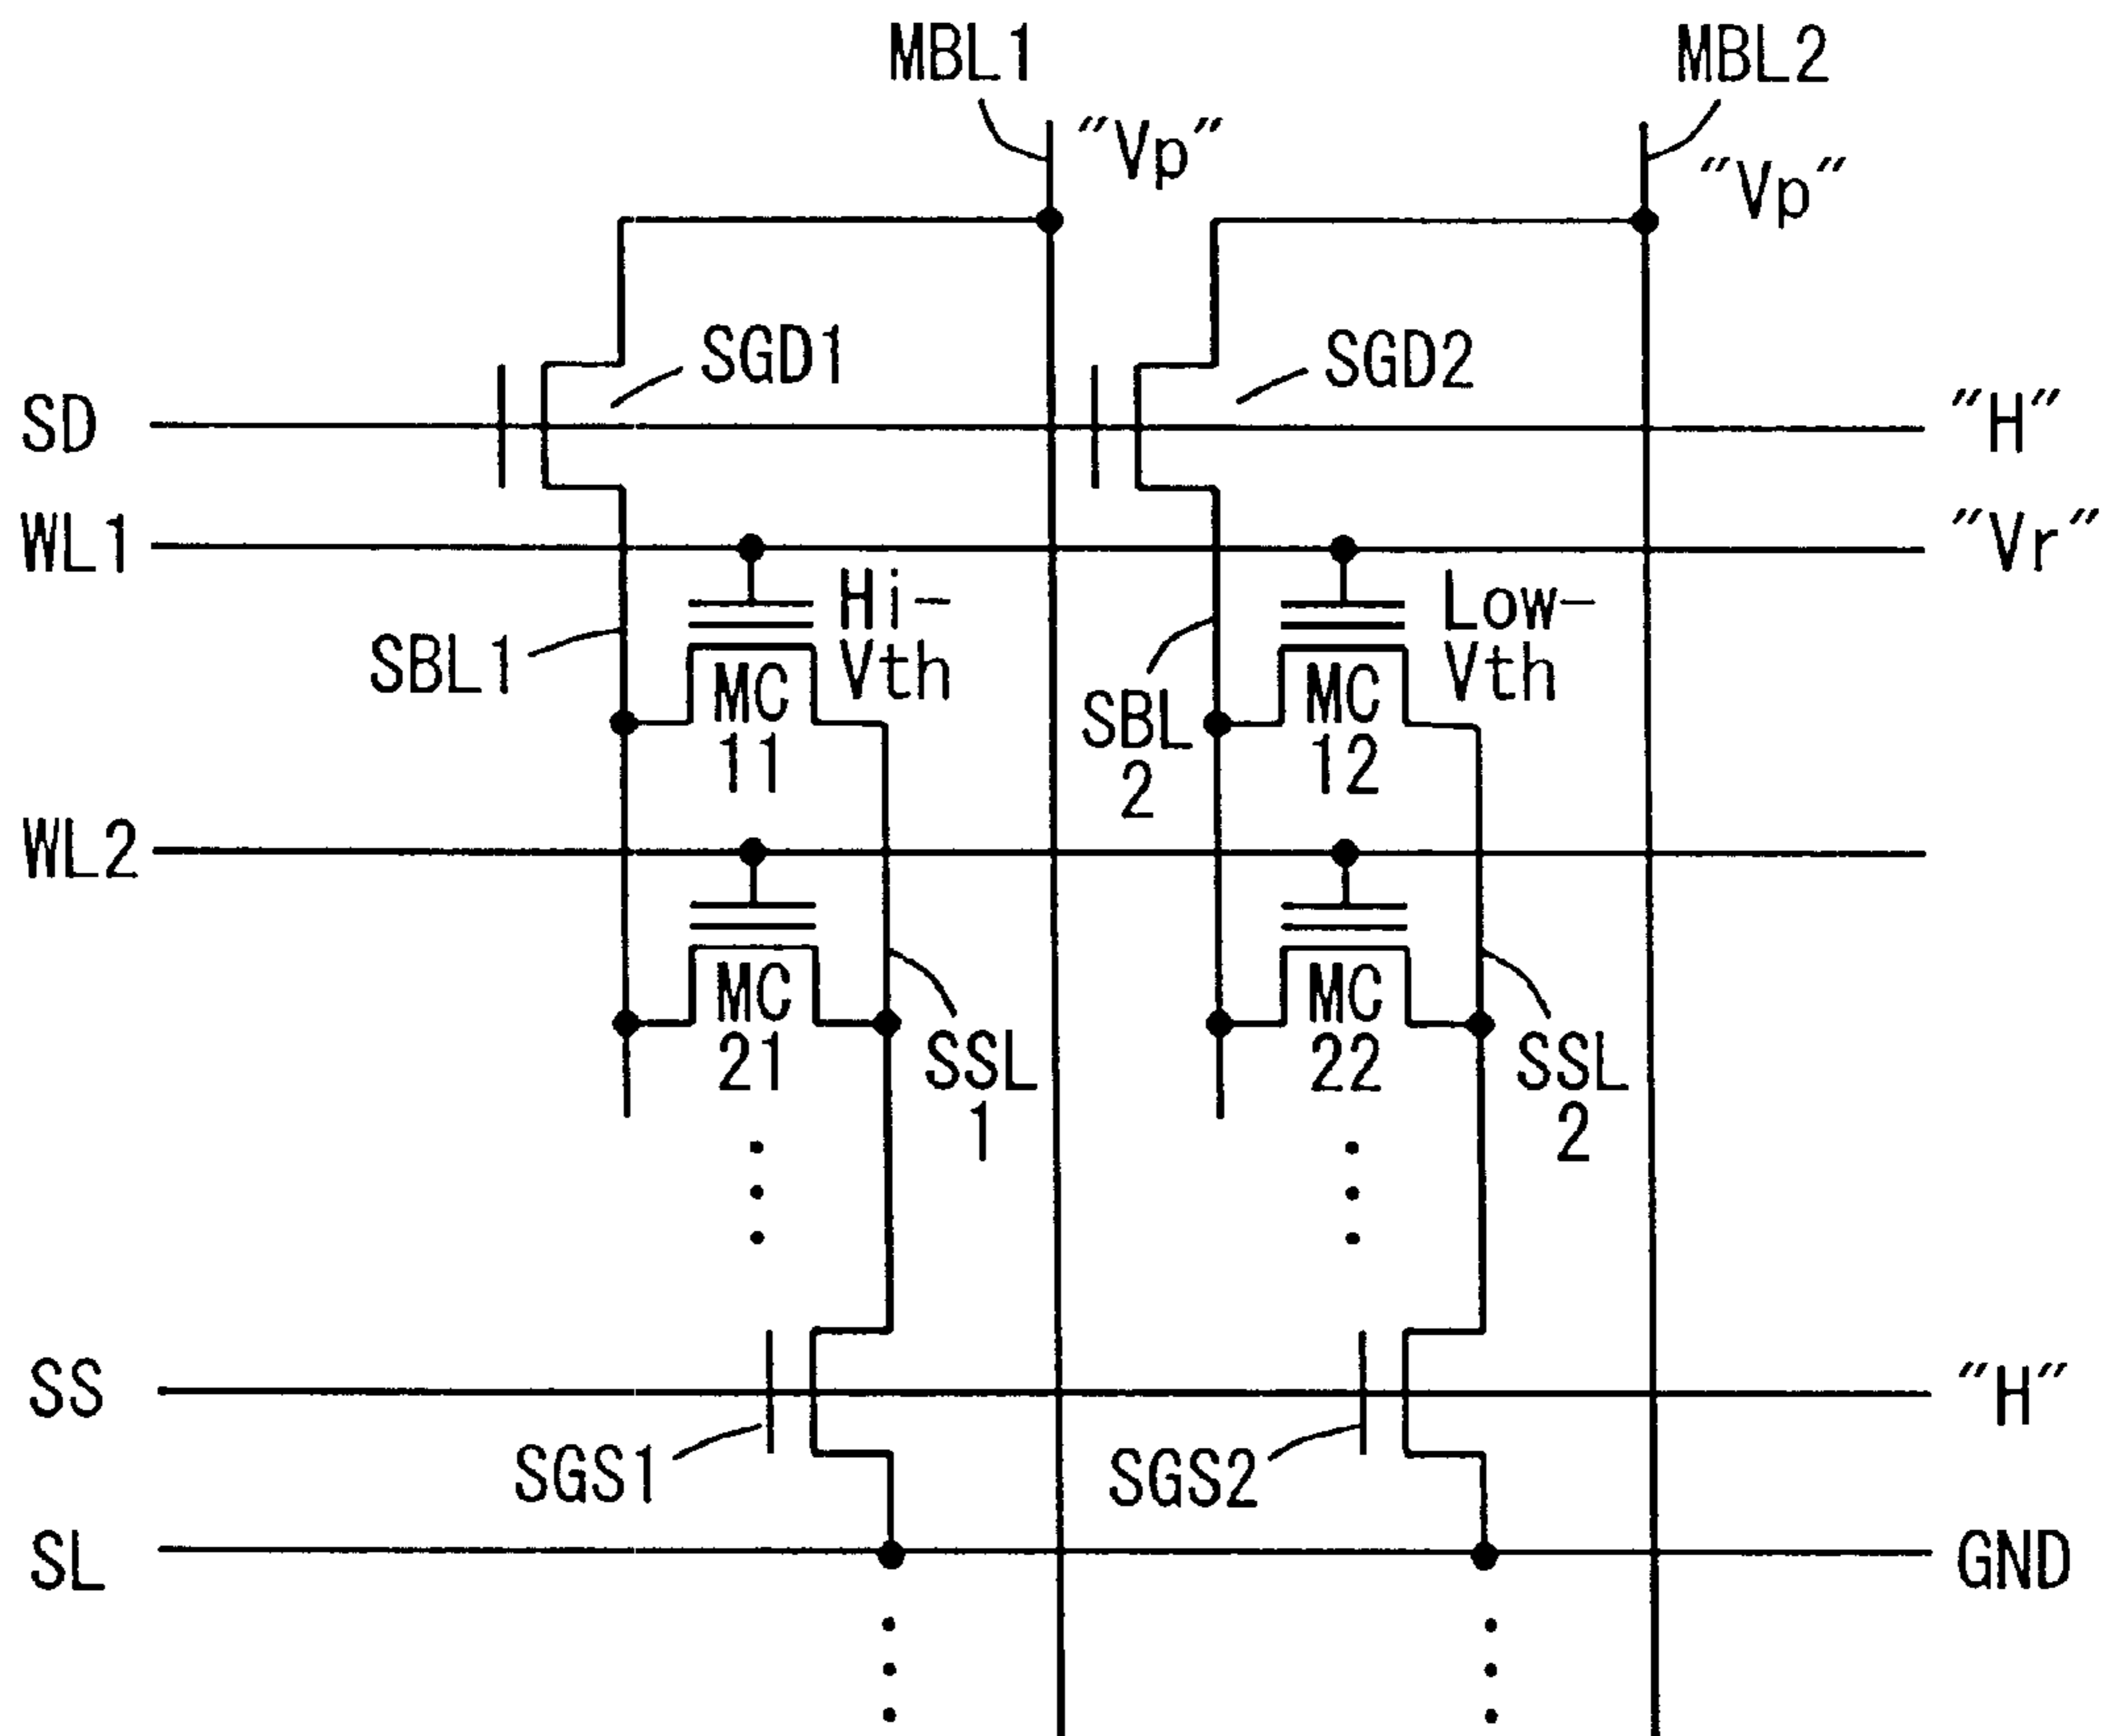 MBL1
MBL2
"Vp"
"Vp"
SGD1
SGD2
SD
"H"
WL1
"Vr"
Hi-
Vth
Low-
Vth
SBL1
MC
11
SBL
2
MC
12
WL2
MC
21
SSL
1
MC
22
SSL
2
SS
"H"
SGS1
SGS2
SL
GND